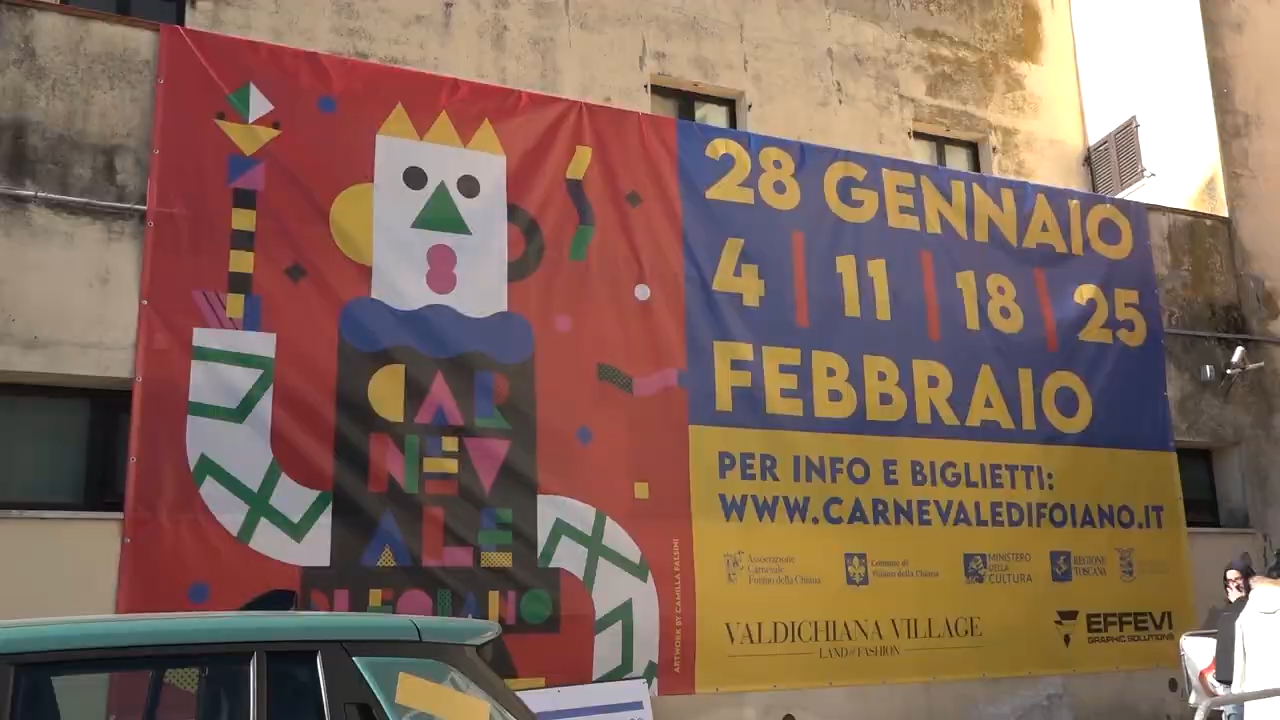 28 GENNAIO
4 | 11 | 18 | 25
FEBBRAIO
PER INFO E BIGLIETTI:
WWW.CARNEVALEDIFOIANO.IT
Associazione
Carnevale
Foiano della Chiana
Comune di
Foiano della Chiana
MINISTERO
DELLA
CULTURA
REGIONE
TOSCANA
VALDICHIANA VILLAGE
LAND of FASHION
EFFEVI
GRAPHIC SOLUTIONS
CAR
NEV
ALE
DI FOIANO
ARTWORK BY CAMILLA FALSINI